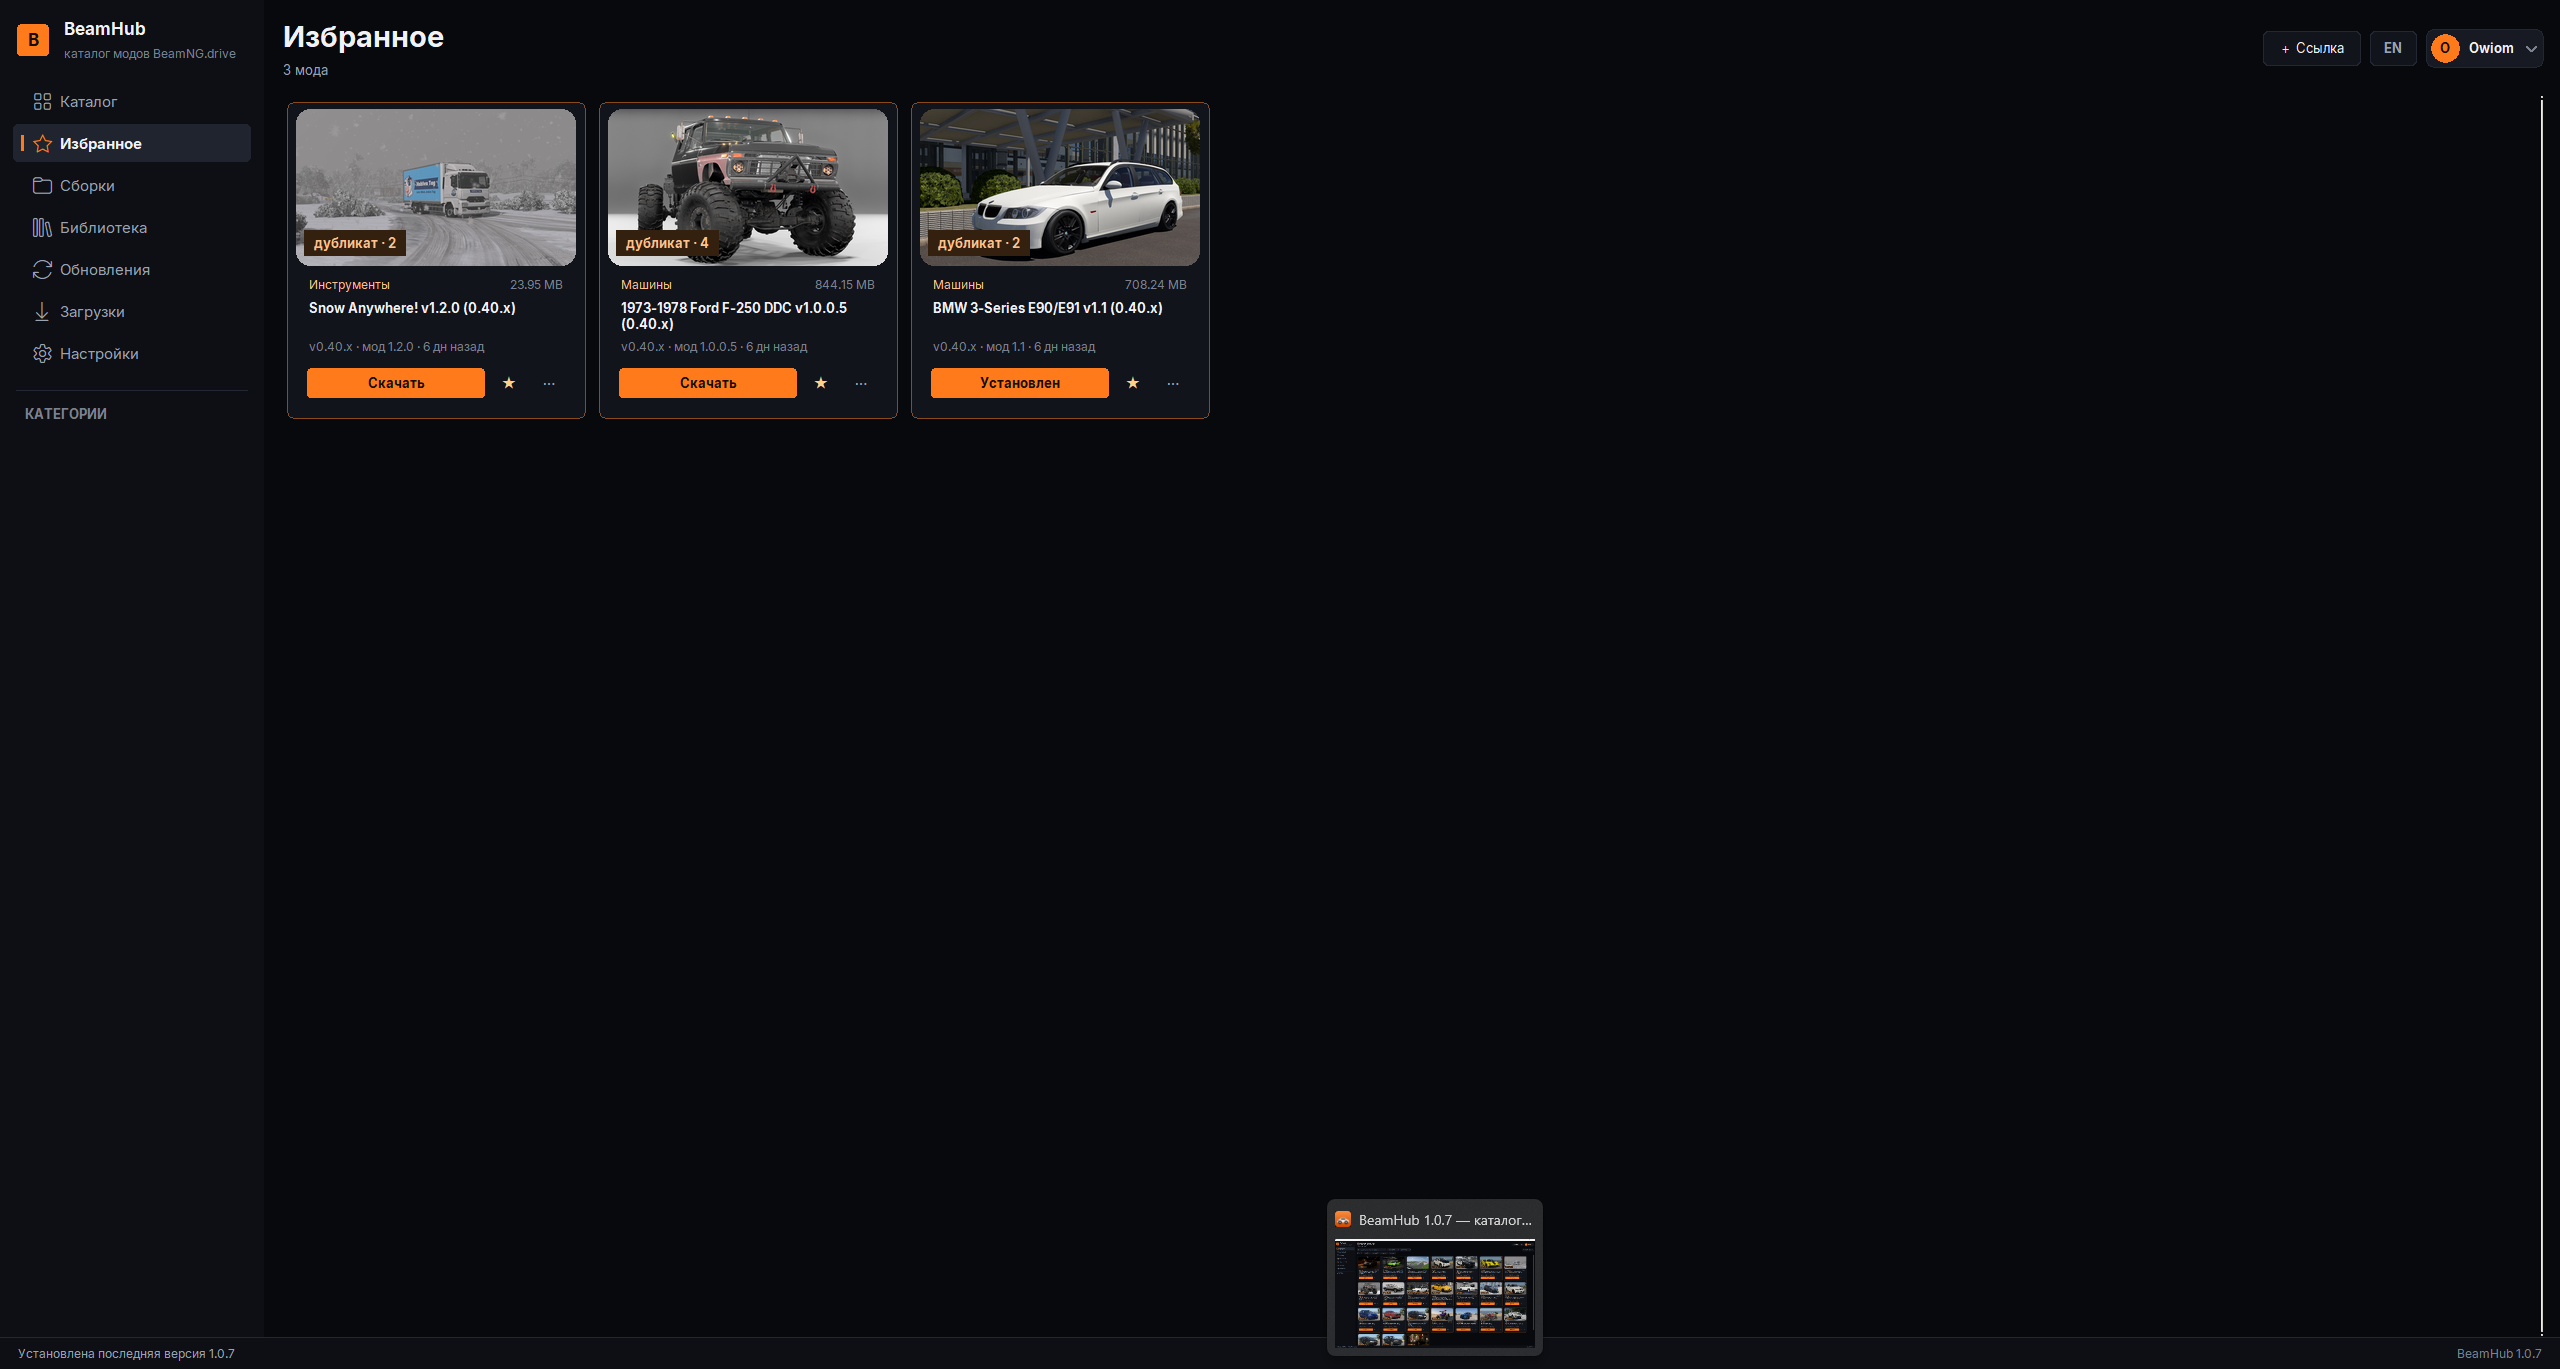 B
BeamHub
каталог модов BeamNG.drive
Каталог
Избранное
Сборки
Библиотека
Обновления
Загрузки
Настройки
КАТЕГОРИИ
Избранное
3 мода
+ Ссылка
EN
O
Owiom
дубликат · 2
Инструменты
23.95 MB
Snow Anywhere! v1.2.0 (0.40.x)
v0.40.x · мод 1.2.0 · 6 дн назад
Скачать
★
...
дубликат · 4
Машины
844.15 MB
1973-1978 Ford F-250 DDC v1.0.0.5
(0.40.x)
v0.40.x · мод 1.0.0.5 · 6 дн назад
Скачать
★
...
дубликат · 2
Машины
708.24 MB
BMW 3-Series E90/E91 v1.1 (0.40.x)
v0.40.x · мод 1.1 · 6 дн назад
Установлен
★
...
BeamHub 1.0.7 — каталог...
Установлена последняя версия 1.0.7
BeamHub 1.0.7